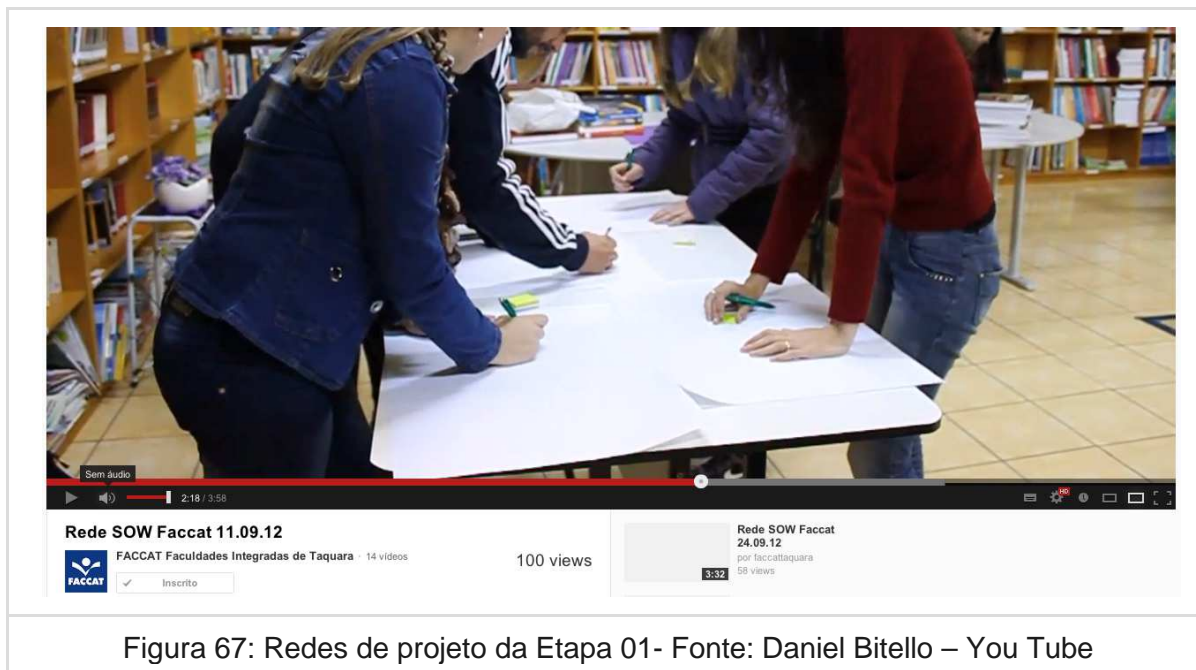 Sem áudio
2:18 / 3:58
HD
Rede SOW Faccat 11.09.12
FACCAT
FACCAT Faculdades Integradas de Taquara · 14 vídeos
✓ Inscrito
100 views
3:32
Rede SOW Faccat
24.09.12
por faccattaquara
58 views
Figura 67: Redes de projeto da Etapa 01- Fonte: Daniel Bitello – You Tube